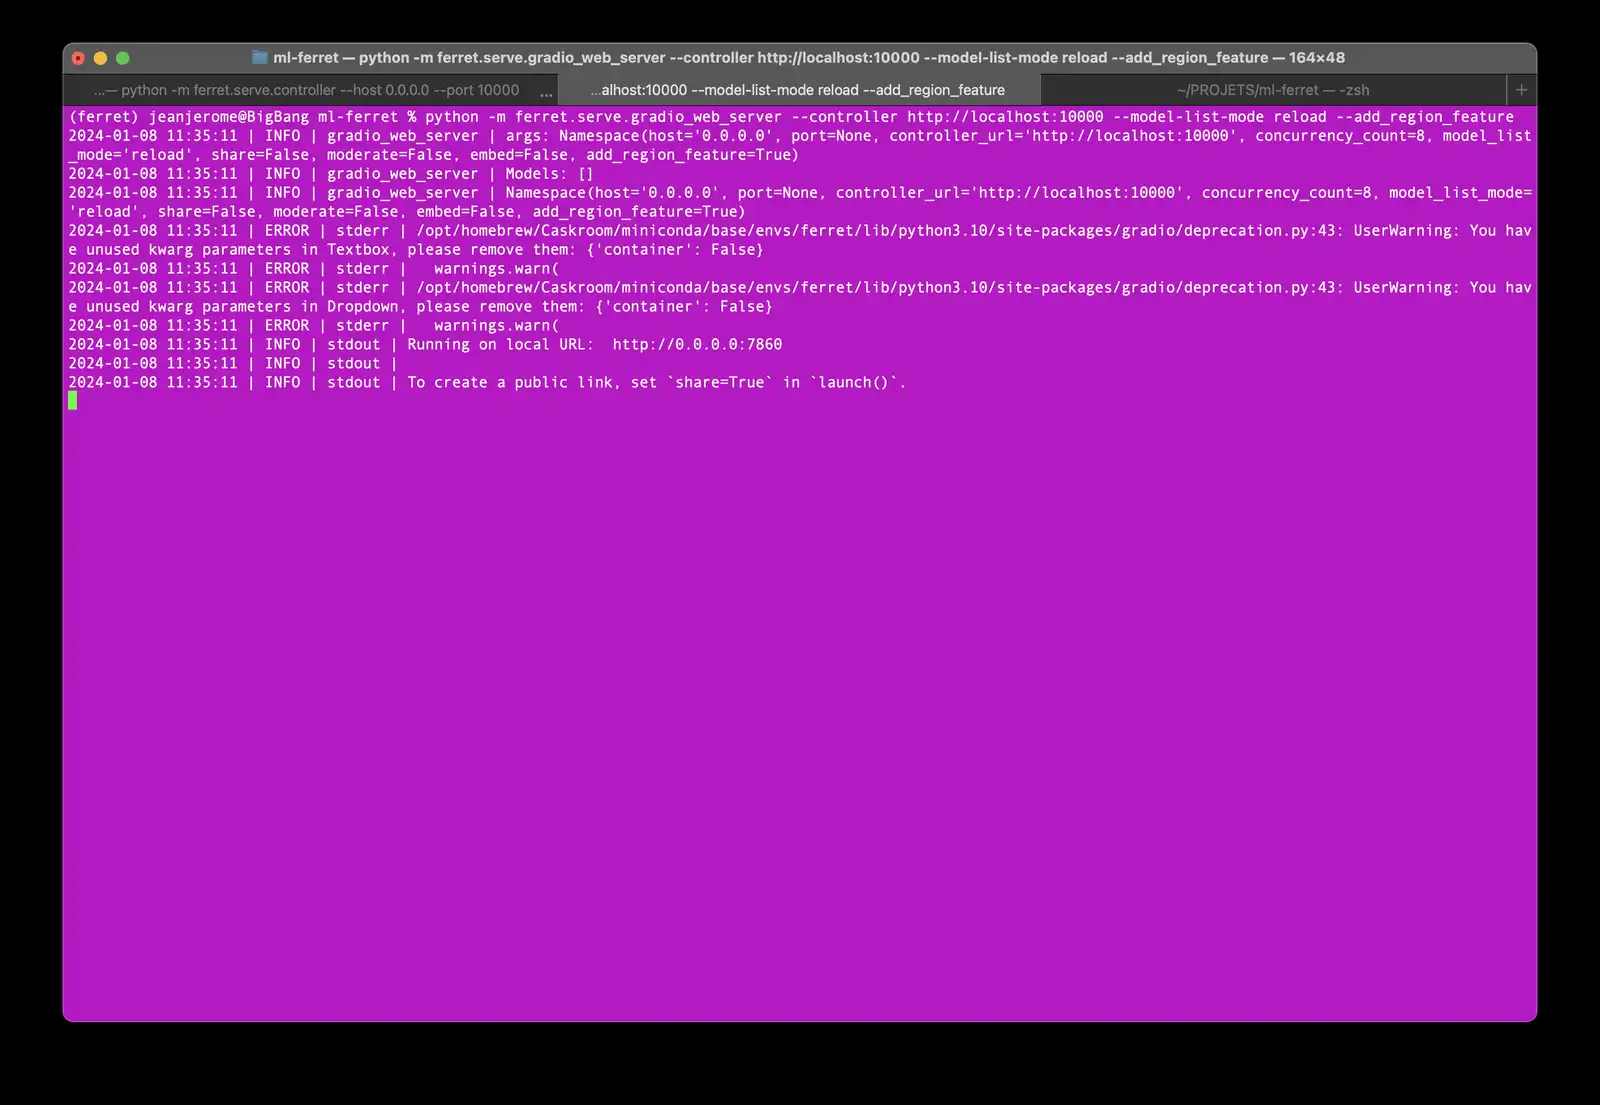 ml-ferret — python -m ferret.serve.gradio_web_server --controller http://localhost:10000 --model-list-mode reload --add_region_feature — 164×48
...— python -m ferret.serve.controller --host 0.0.0.0 --port 10000 ...
...alhost:10000 --model-list-mode reload --add_region_feature
~/PROJETS/ml-ferret — -zsh
+
(ferret) jeanjerome@BigBang ml-ferret % python -m ferret.serve.gradio_web_server --controller http://localhost:10000 --model-list-mode reload --add_region_feature
2024-01-08 11:35:11 | INFO | gradio_web_server | args: Namespace(host='0.0.0.0', port=None, controller_url='http://localhost:10000', concurrency_count=8, model_list
_mode='reload', share=False, moderate=False, embed=False, add_region_feature=True)
2024-01-08 11:35:11 | INFO | gradio_web_server | Models: []
2024-01-08 11:35:11 | INFO | gradio_web_server | Namespace(host='0.0.0.0', port=None, controller_url='http://localhost:10000', concurrency_count=8, model_list_mode=
'reload', share=False, moderate=False, embed=False, add_region_feature=True)
2024-01-08 11:35:11 | ERROR | stderr | /opt/homebrew/Caskroom/miniconda/base/envs/ferret/lib/python3.10/site-packages/gradio/deprecation.py:43: UserWarning: You hav
e unused kwarg parameters in Textbox, please remove them: {'container': False}
2024-01-08 11:35:11 | ERROR | stderr |   warnings.warn(
2024-01-08 11:35:11 | ERROR | stderr | /opt/homebrew/Caskroom/miniconda/base/envs/ferret/lib/python3.10/site-packages/gradio/deprecation.py:43: UserWarning: You hav
e unused kwarg parameters in Dropdown, please remove them: {'container': False}
2024-01-08 11:35:11 | ERROR | stderr |   warnings.warn(
2024-01-08 11:35:11 | INFO | stdout | Running on local URL:  http://0.0.0.0:7860
2024-01-08 11:35:11 | INFO | stdout |
2024-01-08 11:35:11 | INFO | stdout | To create a public link, set `share=True` in `launch()`.